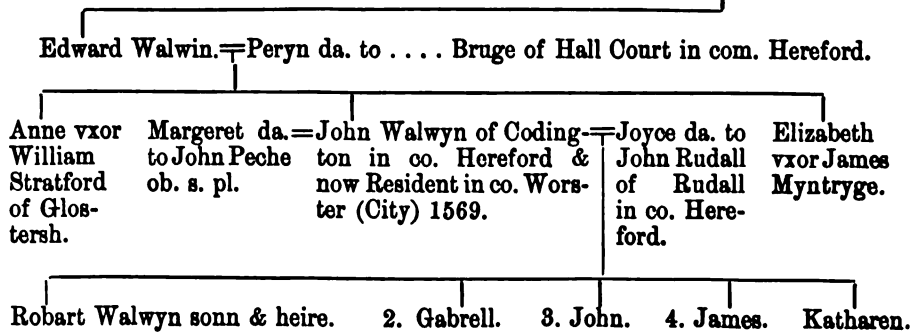 Edward Walwin.=Peryn da. to .... Bruge of Hall Court in com. Hereford.
Anne vxor
William
Stratford
of Glos-
tersh.
Margeret da.=
to John Peche
ob. s. pl.
John Walwyn of Coding-
ton in co. Hereford &
now Resident in co. Wors-
ter (City) 1569.
=Joyce da. to
John Rudall
of Rudall
in co. Here-
ford.
Elizabeth
vxor James
Myntryge.
Robart Walwyn sonn & heire.
2. Gabrell.
3. John.
4. James.
Katharen.